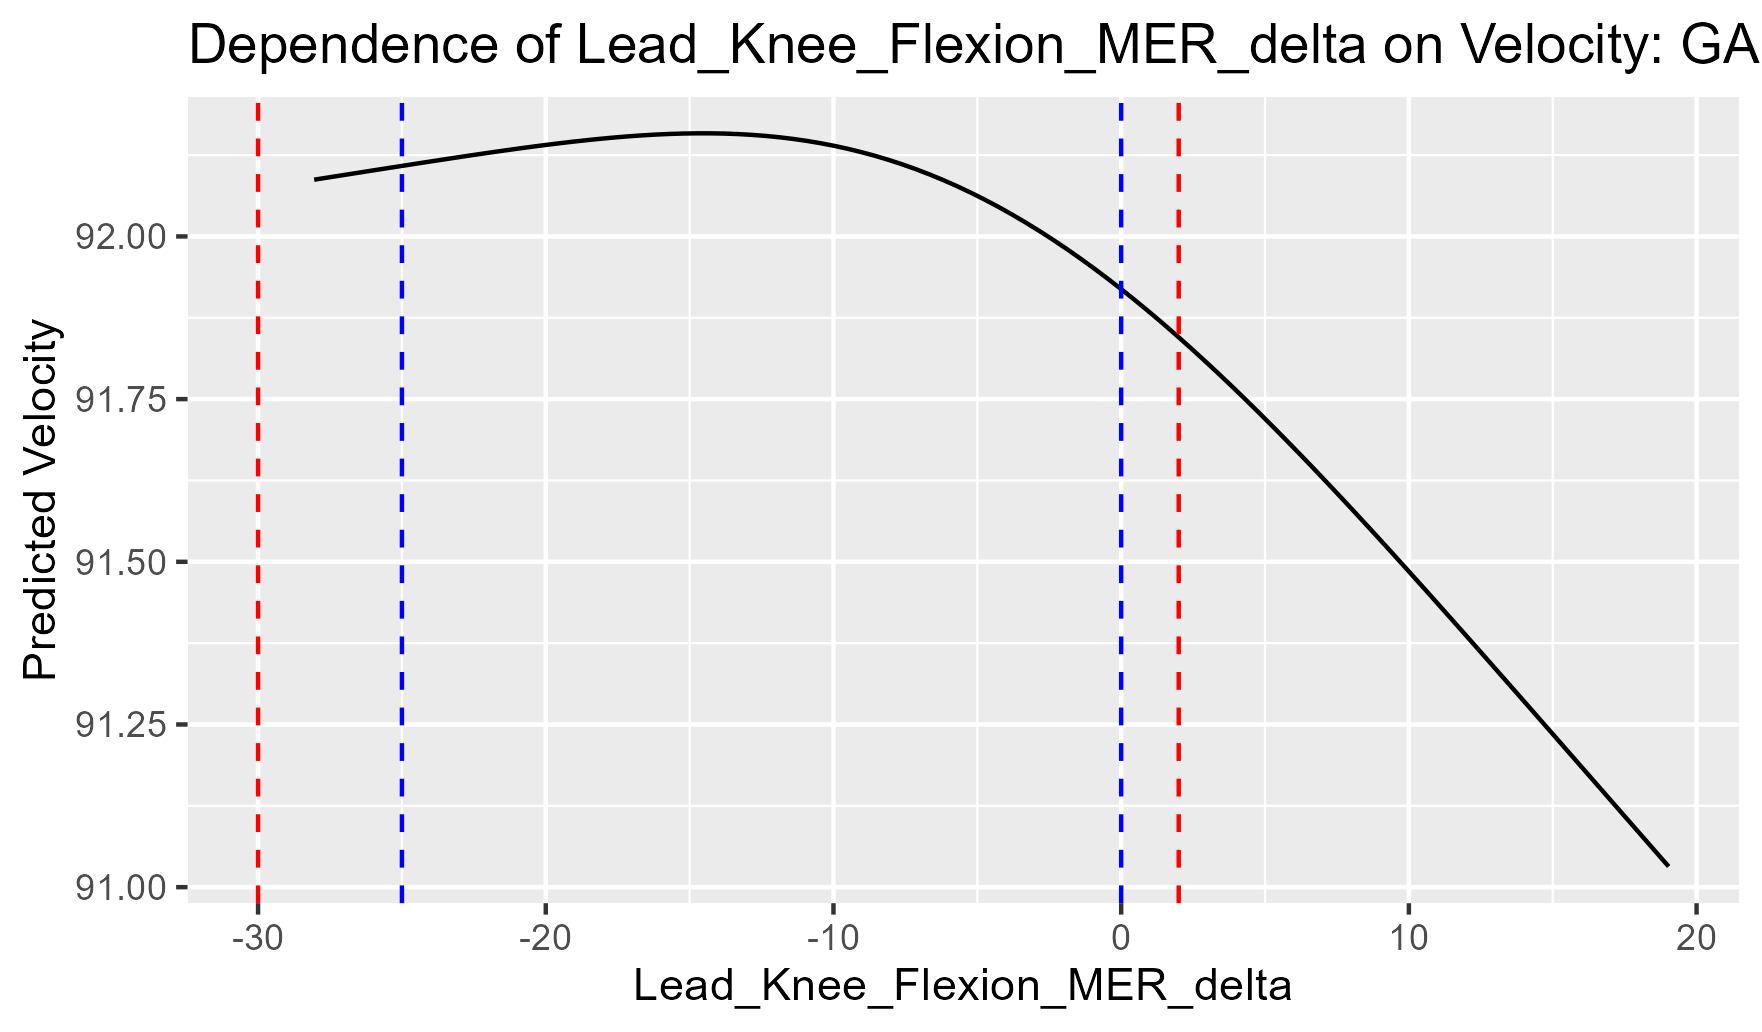 Dependence of Lead_Knee_Flexion_MER_delta on Velocity: GA
Predicted Velocity
92.00
91.75
91.50
91.25
91.00
-30 -20 -10 0 10 20
Lead_Knee_Flexion_MER_delta